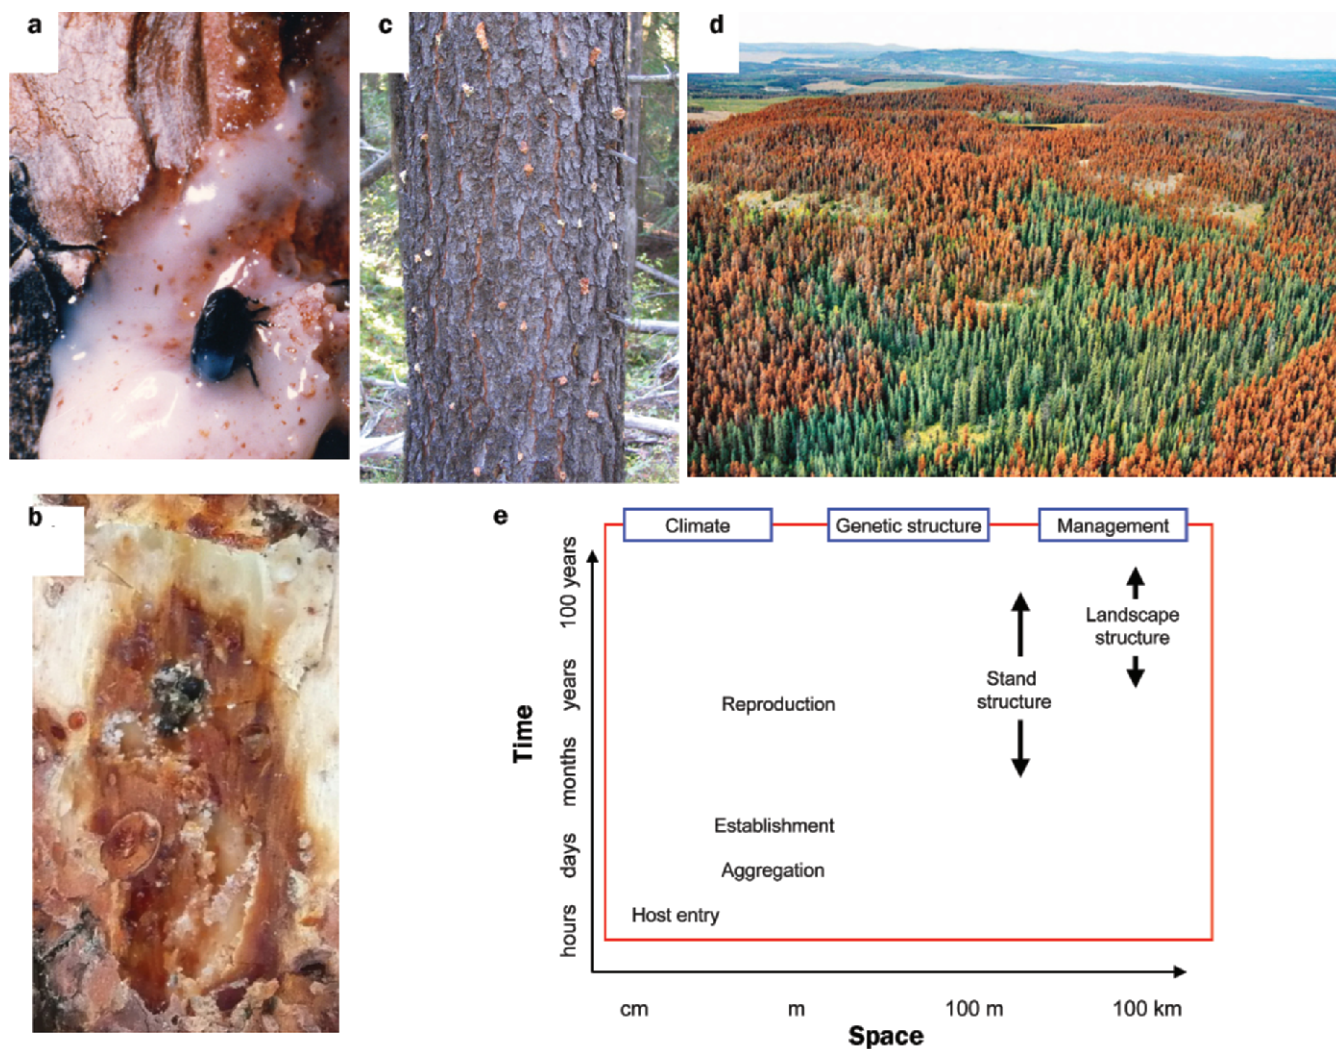 a
c
d
b
e
Climate
Genetic structure
Management
100 years
years
months
days
hours
Time
Landscape
structure
Stand
structure
Reproduction
Establishment
Aggregation
Host entry
cm
m
100 m
100 km
Space